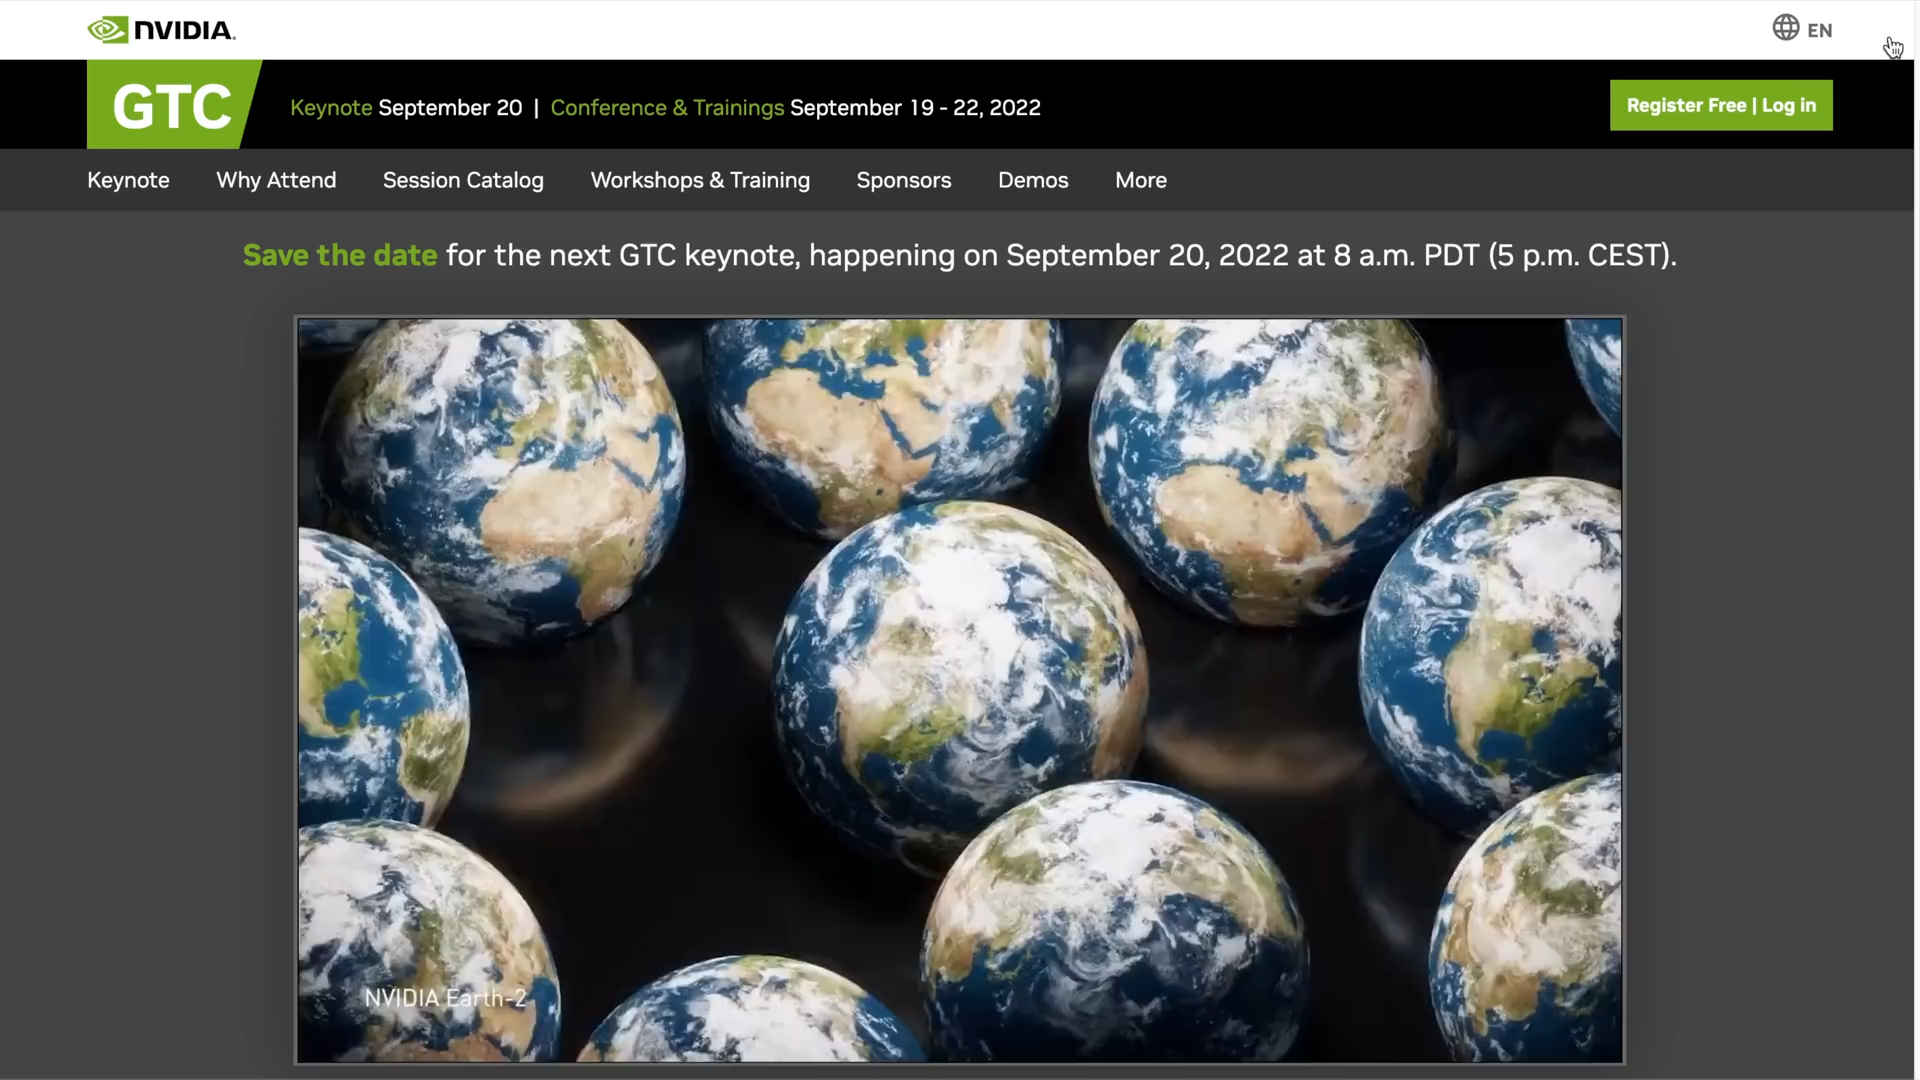 NVIDIA.
EN
GTC
Keynote September 20 | Conference & Trainings September 19 - 22, 2022
Register Free | Log in
Keynote Why Attend Session Catalog Workshops & Training Sponsors Demos More
Save the date for the next GTC keynote, happening on September 20, 2022 at 8 a.m. PDT (5 p.m. CEST).
NVIDIA Earth-2